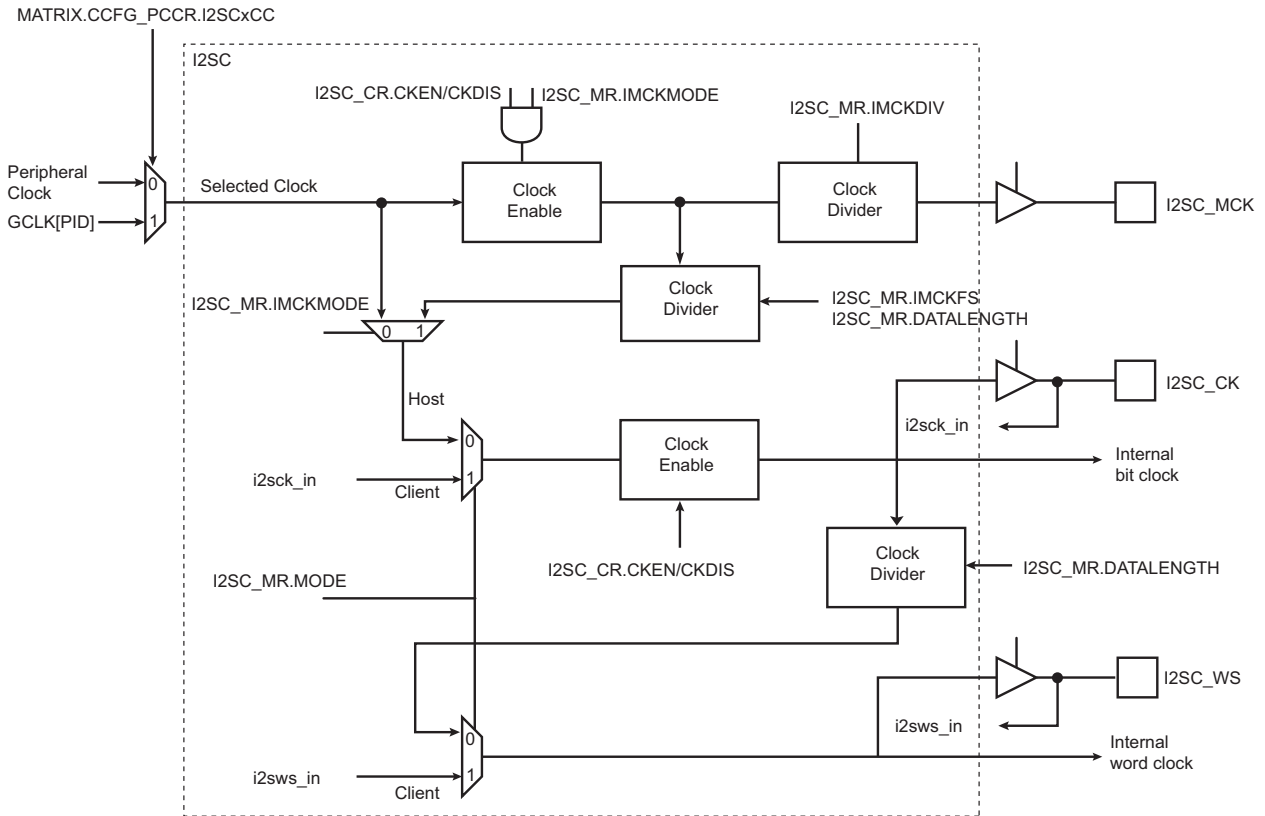 MATRIX.CCFG_PCCR.I2SCxCC
I2SC
I2SC_CR.CKEN/CKDIS
I2SC_MR.IMCKMODE
I2SC_MR.IMCKDIV
Peripheral
Clock
0
GCLK[PID]
1
Selected Clock
Clock
Enable
Clock
Divider
I2SC_MCK
I2SC_MR.IMCKMODE
0
1
Clock
Divider
I2SC_MR.IMCKFS
I2SC_MR.DATALENGTH
I2SC_CK
i2sck_in
Host
0
i2sck_in
1
Client
Clock
Enable
Internal
bit clock
I2SC_CR.CKEN/CKDIS
I2SC_MR.MODE
Clock
Divider
I2SC_MR.DATALENGTH
I2SC_WS
i2sws_in
0
i2sws_in
1
Client
Internal
word clock